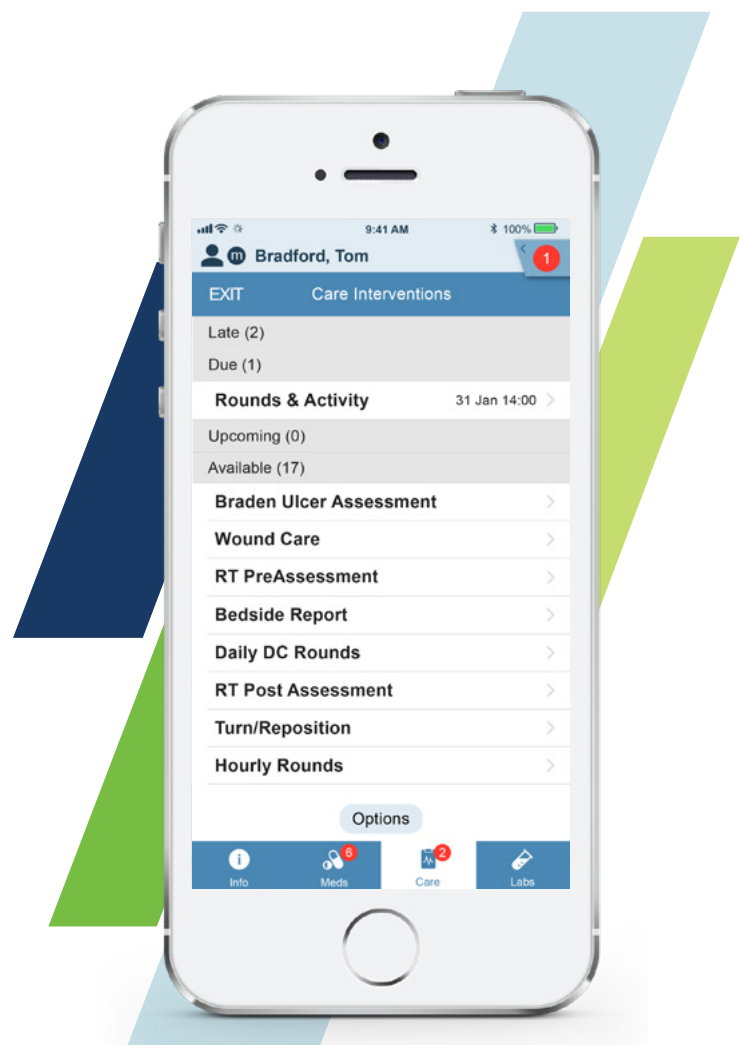 9:41 AM 100%
m Bradford, Tom 1
EXIT Care Interventions
Late (2)
Due (1)
Rounds & Activity 31 Jan 14:00
Upcoming (0)
Available (17)
Braden Ulcer Assessment
Wound Care
RT PreAssessment
Bedside Report
Daily DC Rounds
RT Post Assessment
Turn/Reposition
Hourly Rounds
Options
6 2
Info Meds Care Labs